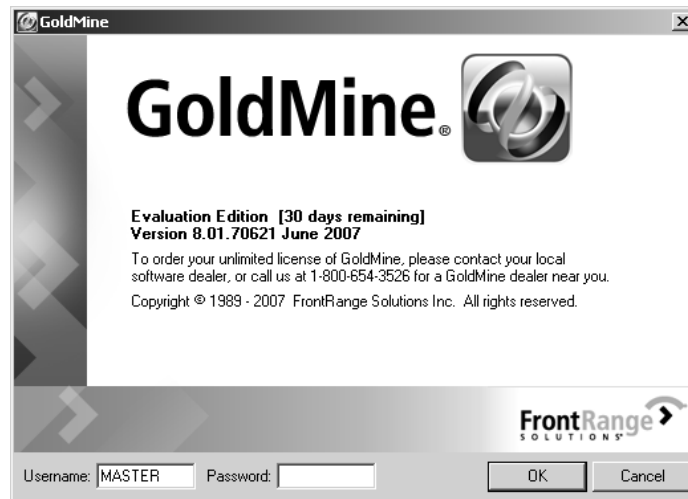 GoldMine
GoldMine®
Evaluation Edition [30 days remaining]
Version 8.01.70621 June 2007
To order your unlimited license of GoldMine, please contact your local
software dealer, or call us at 1-800-654-3526 for a GoldMine dealer near you.
Copyright © 1989 - 2007 FrontRange Solutions Inc. All rights reserved.
FrontRange
SOLUTIONS
Username: MASTER Password: OK Cancel